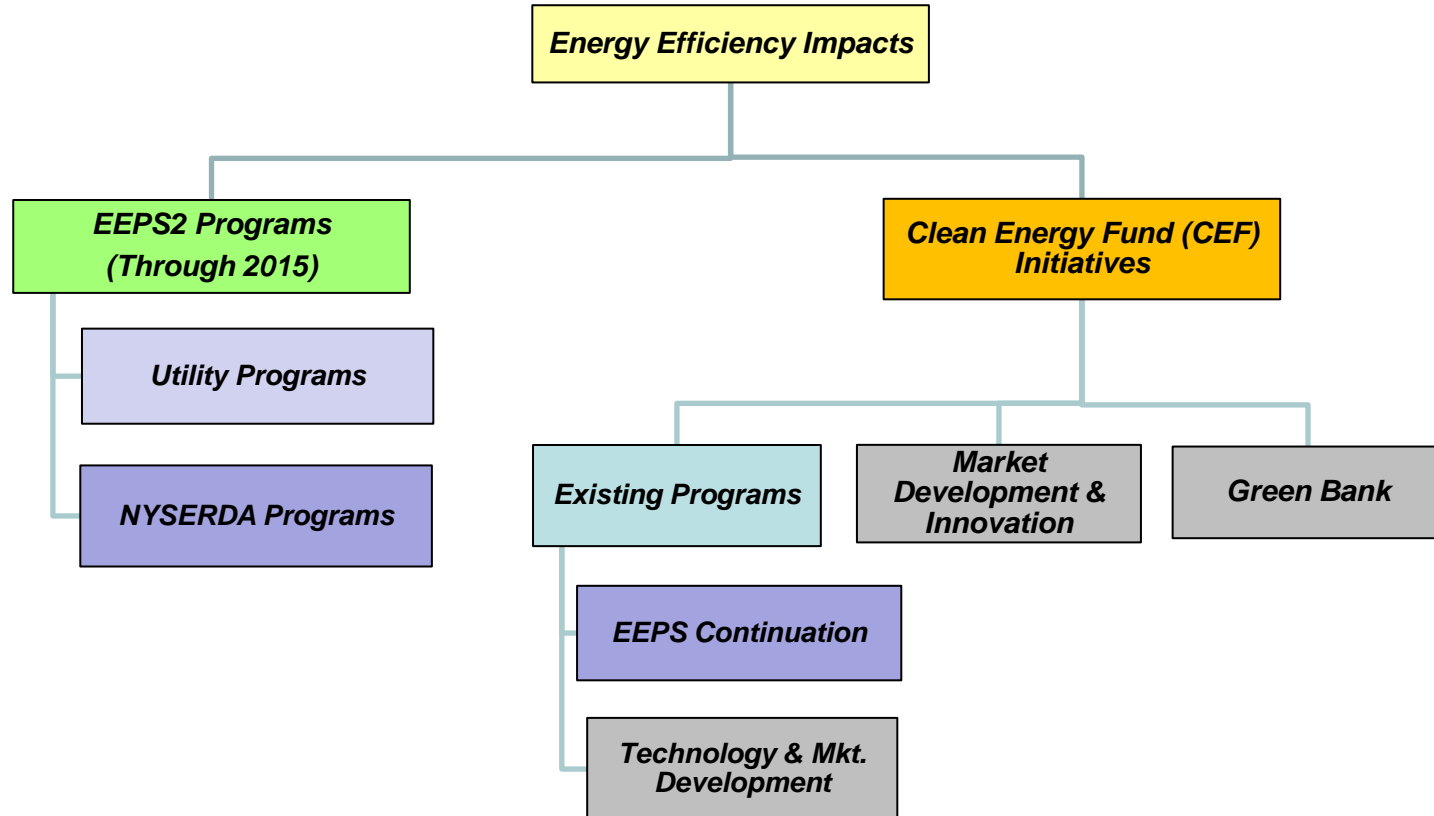 Energy Efficiency Impacts
EEPS2 Programs
(Through 2015)
Clean Energy Fund (CEF)
Initiatives
Utility Programs
NYSERDA Programs
Existing Programs
Market
Development &
Innovation
Green Bank
EEPS Continuation
Technology & Mkt.
Development